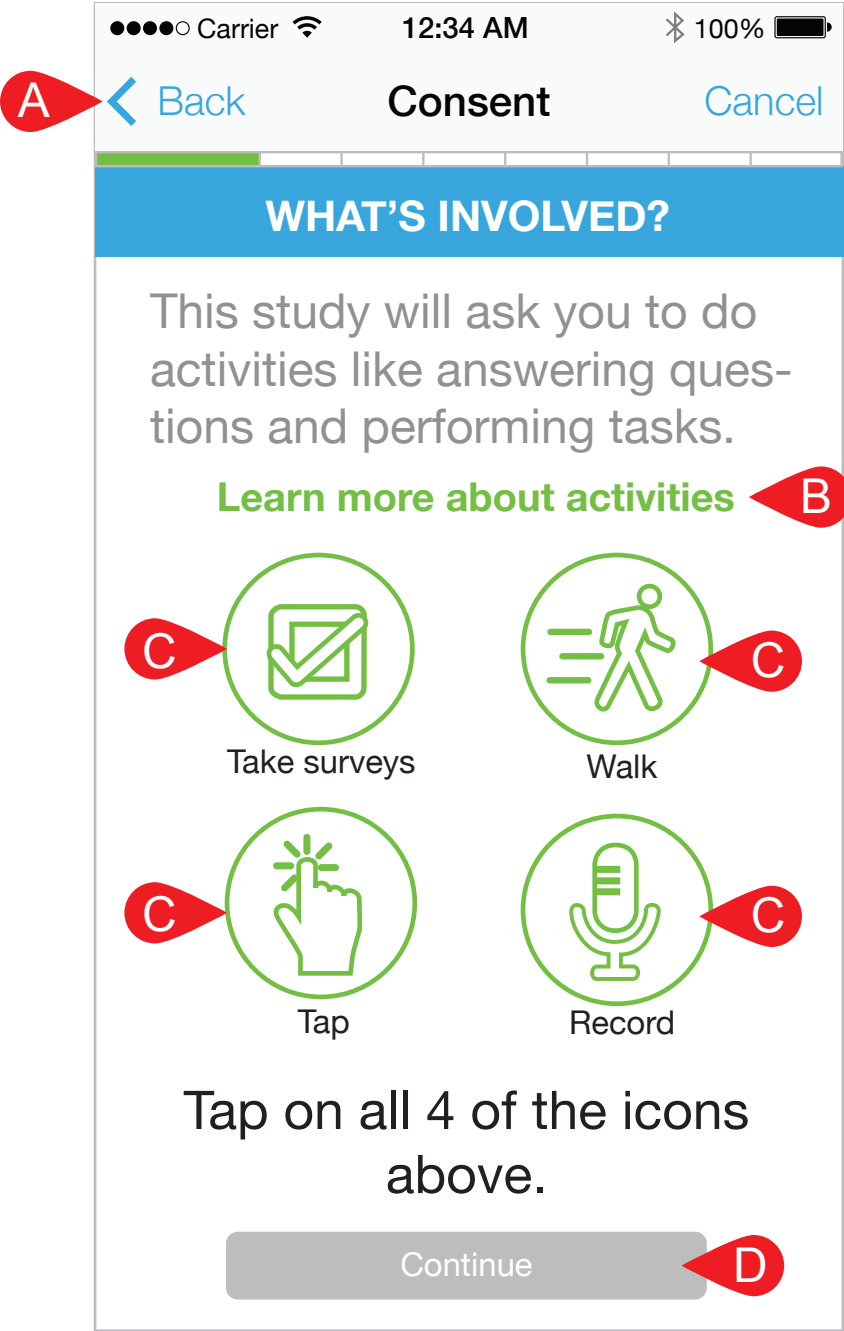 Carrier 12:34 AM 100%
A Back Consent Cancel
WHAT'S INVOLVED?
This study will ask you to do
activities like answering ques-
tions and performing tasks.
Learn more about activities B
C C
Take surveys Walk
C C
Tap Record
Tap on all 4 of the icons
above.
Continue D